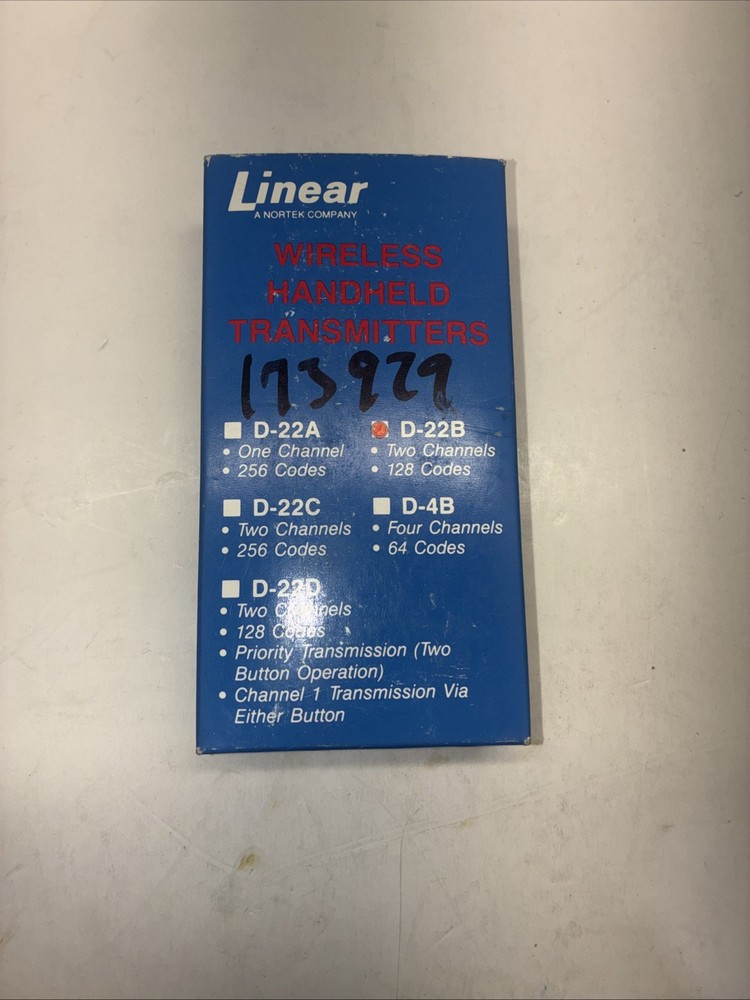 Linear
A NORTEK COMPANY
WIRELESS
HANDHELD
TRANSMITTERS
173929
D-22A
• One Channel
• 256 Codes
D-22B
• Two Channels
• 128 Codes
D-22C
• Two Channels
• 256 Codes
D-4B
• Four Channels
• 64 Codes
D-22D
• Two Channels
• 128 Codes
• Priority Transmission (Two
Button Operation)
• Channel 1 Transmission Via
Either Button